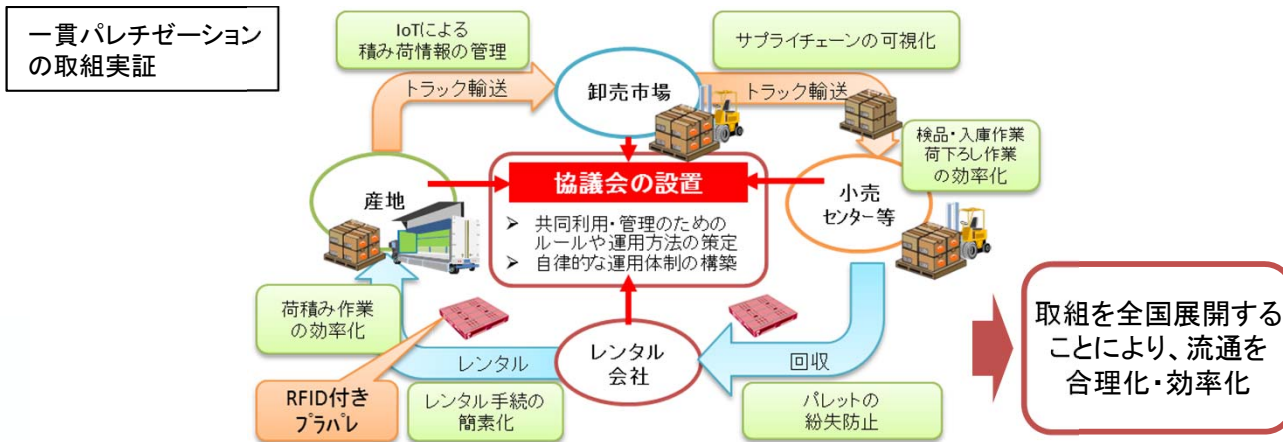 一貫パレチゼーション
の取組実証
IoTによる
積み荷情報の管理
サプライチェーンの可視化
トラック輸送
卸売市場
トラック輸送
検品・入庫作業
荷下ろし作業
の効率化
産地
協議会の設置
小売
センター等
➢ 共同利用・管理のための
ルールや運用方法の策定
➢ 自律的な運用体制の構築
荷積み作業
の効率化
取組を全国展開する
ことにより、流通を
合理化・効率化
レンタル
レンタル
会社
回収
RFID付き
プラパレ
レンタル手続の
簡素化
パレットの
紛失防止